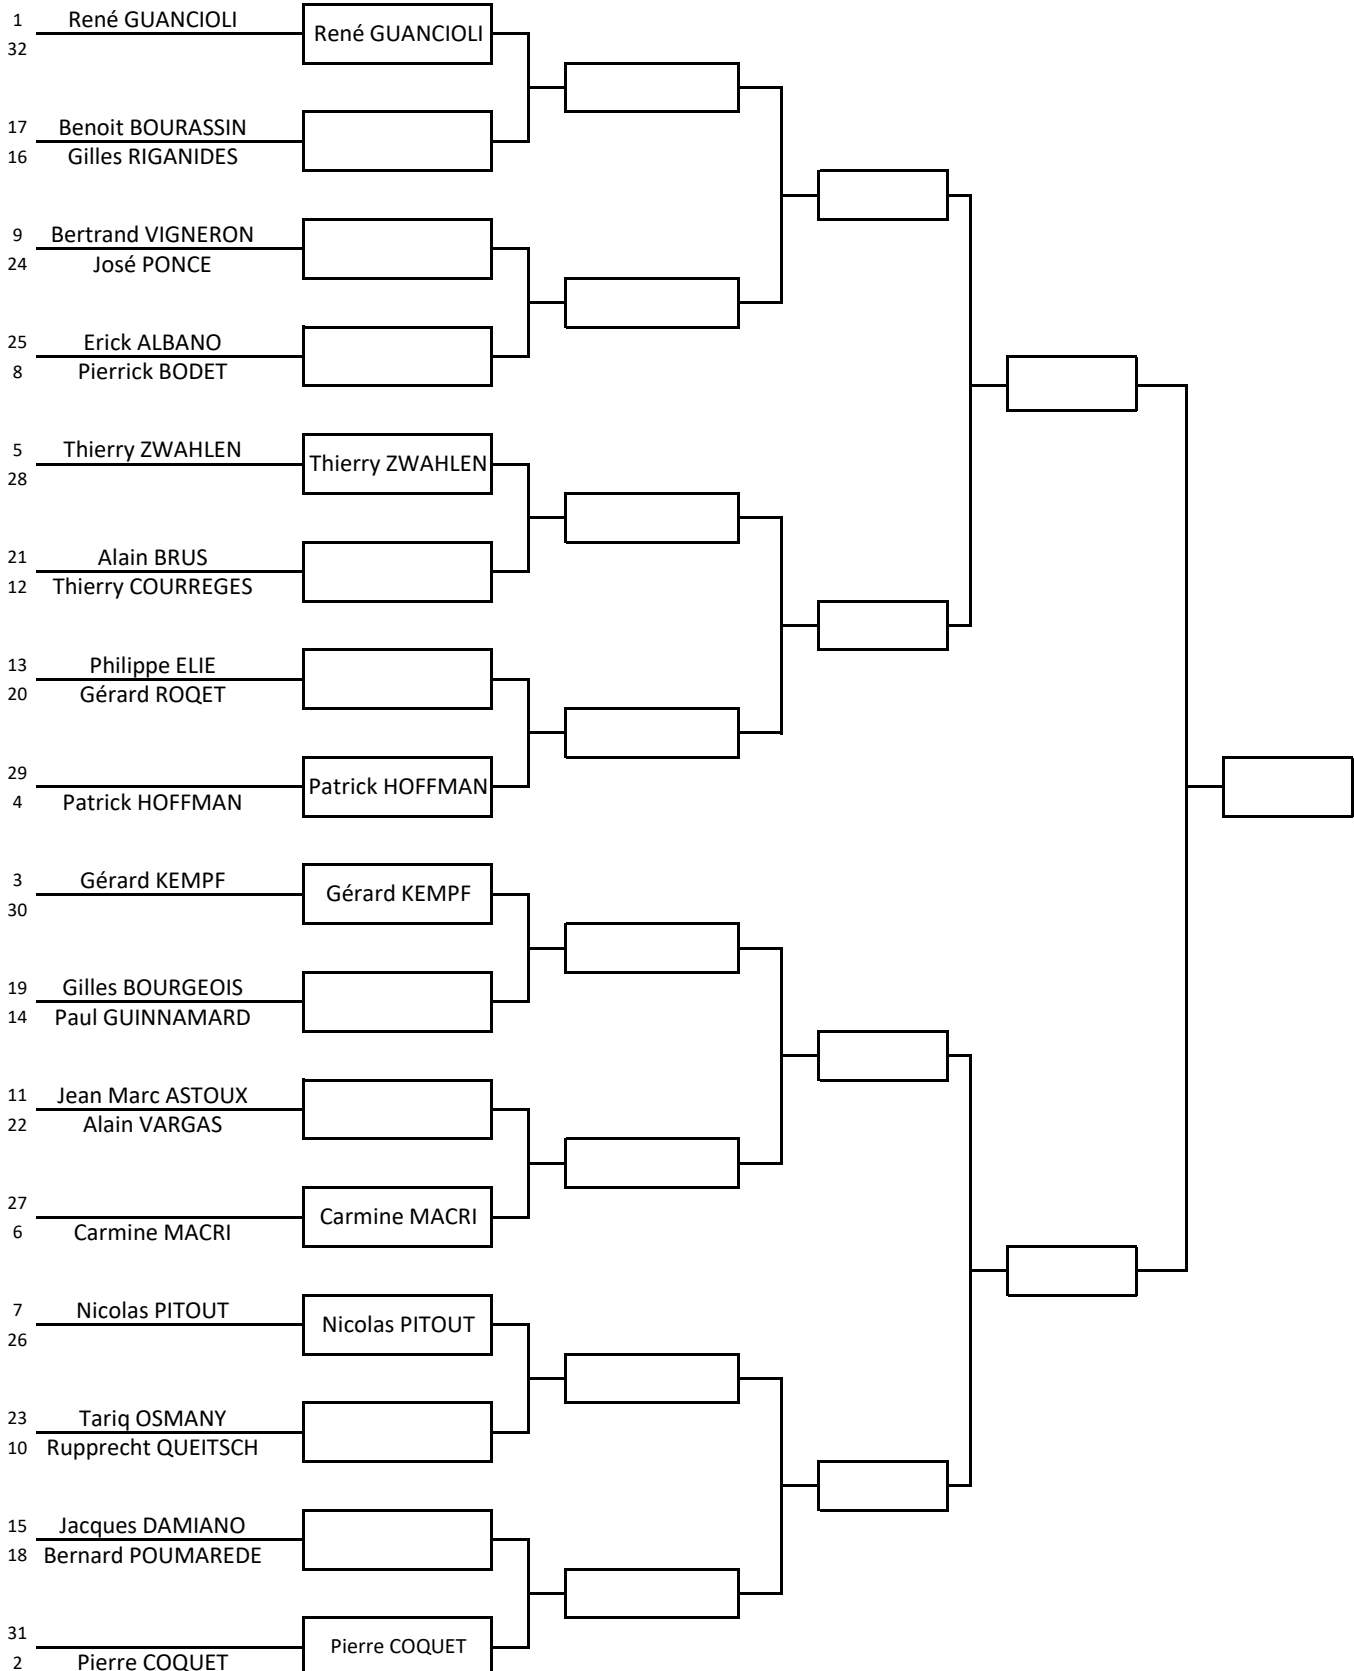 1 René GUANCIOLI
32
René GUANCIOLI
17 Benoit BOURASSIN
16 Gilles RIGANIDES
9 Bertrand VIGNERON
24 José PONCE
25 Erick ALBANO
8 Pierrick BODET
5 Thierry ZWAHLEN
28
Thierry ZWAHLEN
21 Alain BRUS
12 Thierry COURREGES
13 Philippe ELIE
20 Gérard ROQET
29
4 Patrick HOFFMAN
Patrick HOFFMAN
3 Gérard KEMPF
30
Gérard KEMPF
19 Gilles BOURGEOIS
14 Paul GUINNAMARD
11 Jean Marc ASTOUX
22 Alain VARGAS
27
6 Carmine MACRI
Carmine MACRI
7 Nicolas PITOUT
26
Nicolas PITOUT
23 Tariq OSMANY
10 Rupprecht QUEITSCH
15 Jacques DAMIANO
18 Bernard POUMAREDE
31
2 Pierre COQUET
Pierre COQUET